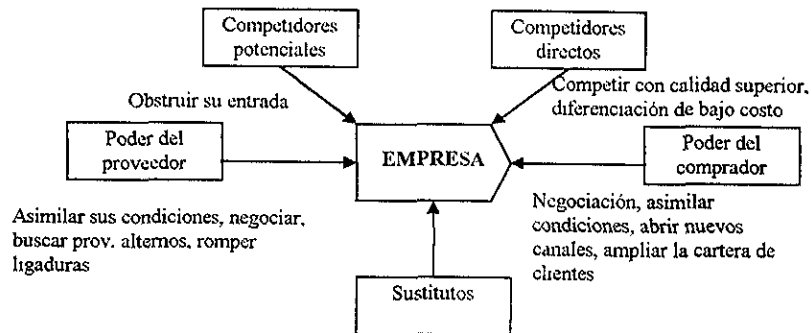 Competidores
potenciales
Competidores
directos
Obstruir su entrada
Competir con calidad superior,
diferenciación de bajo costo
Poder del
proveedor
EMPRESA
Poder del
comprador
Asimilar sus condiciones, negociar,
buscar prov. alternos, romper
ligaduras
Negociación, asimilar
condiciones, abrir nuevos
canales, ampliar la cartera de
clientes
Sustitutos